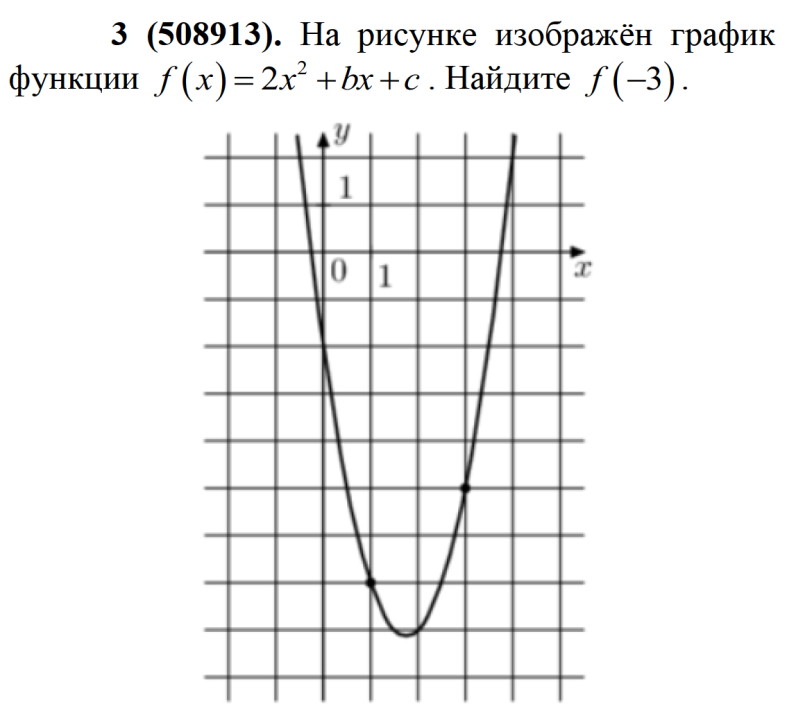 3 (508913). На рисунке изображён график
функции f(x)=2x²+bx+c. Найдите f(−3).
y
1
0 1 x